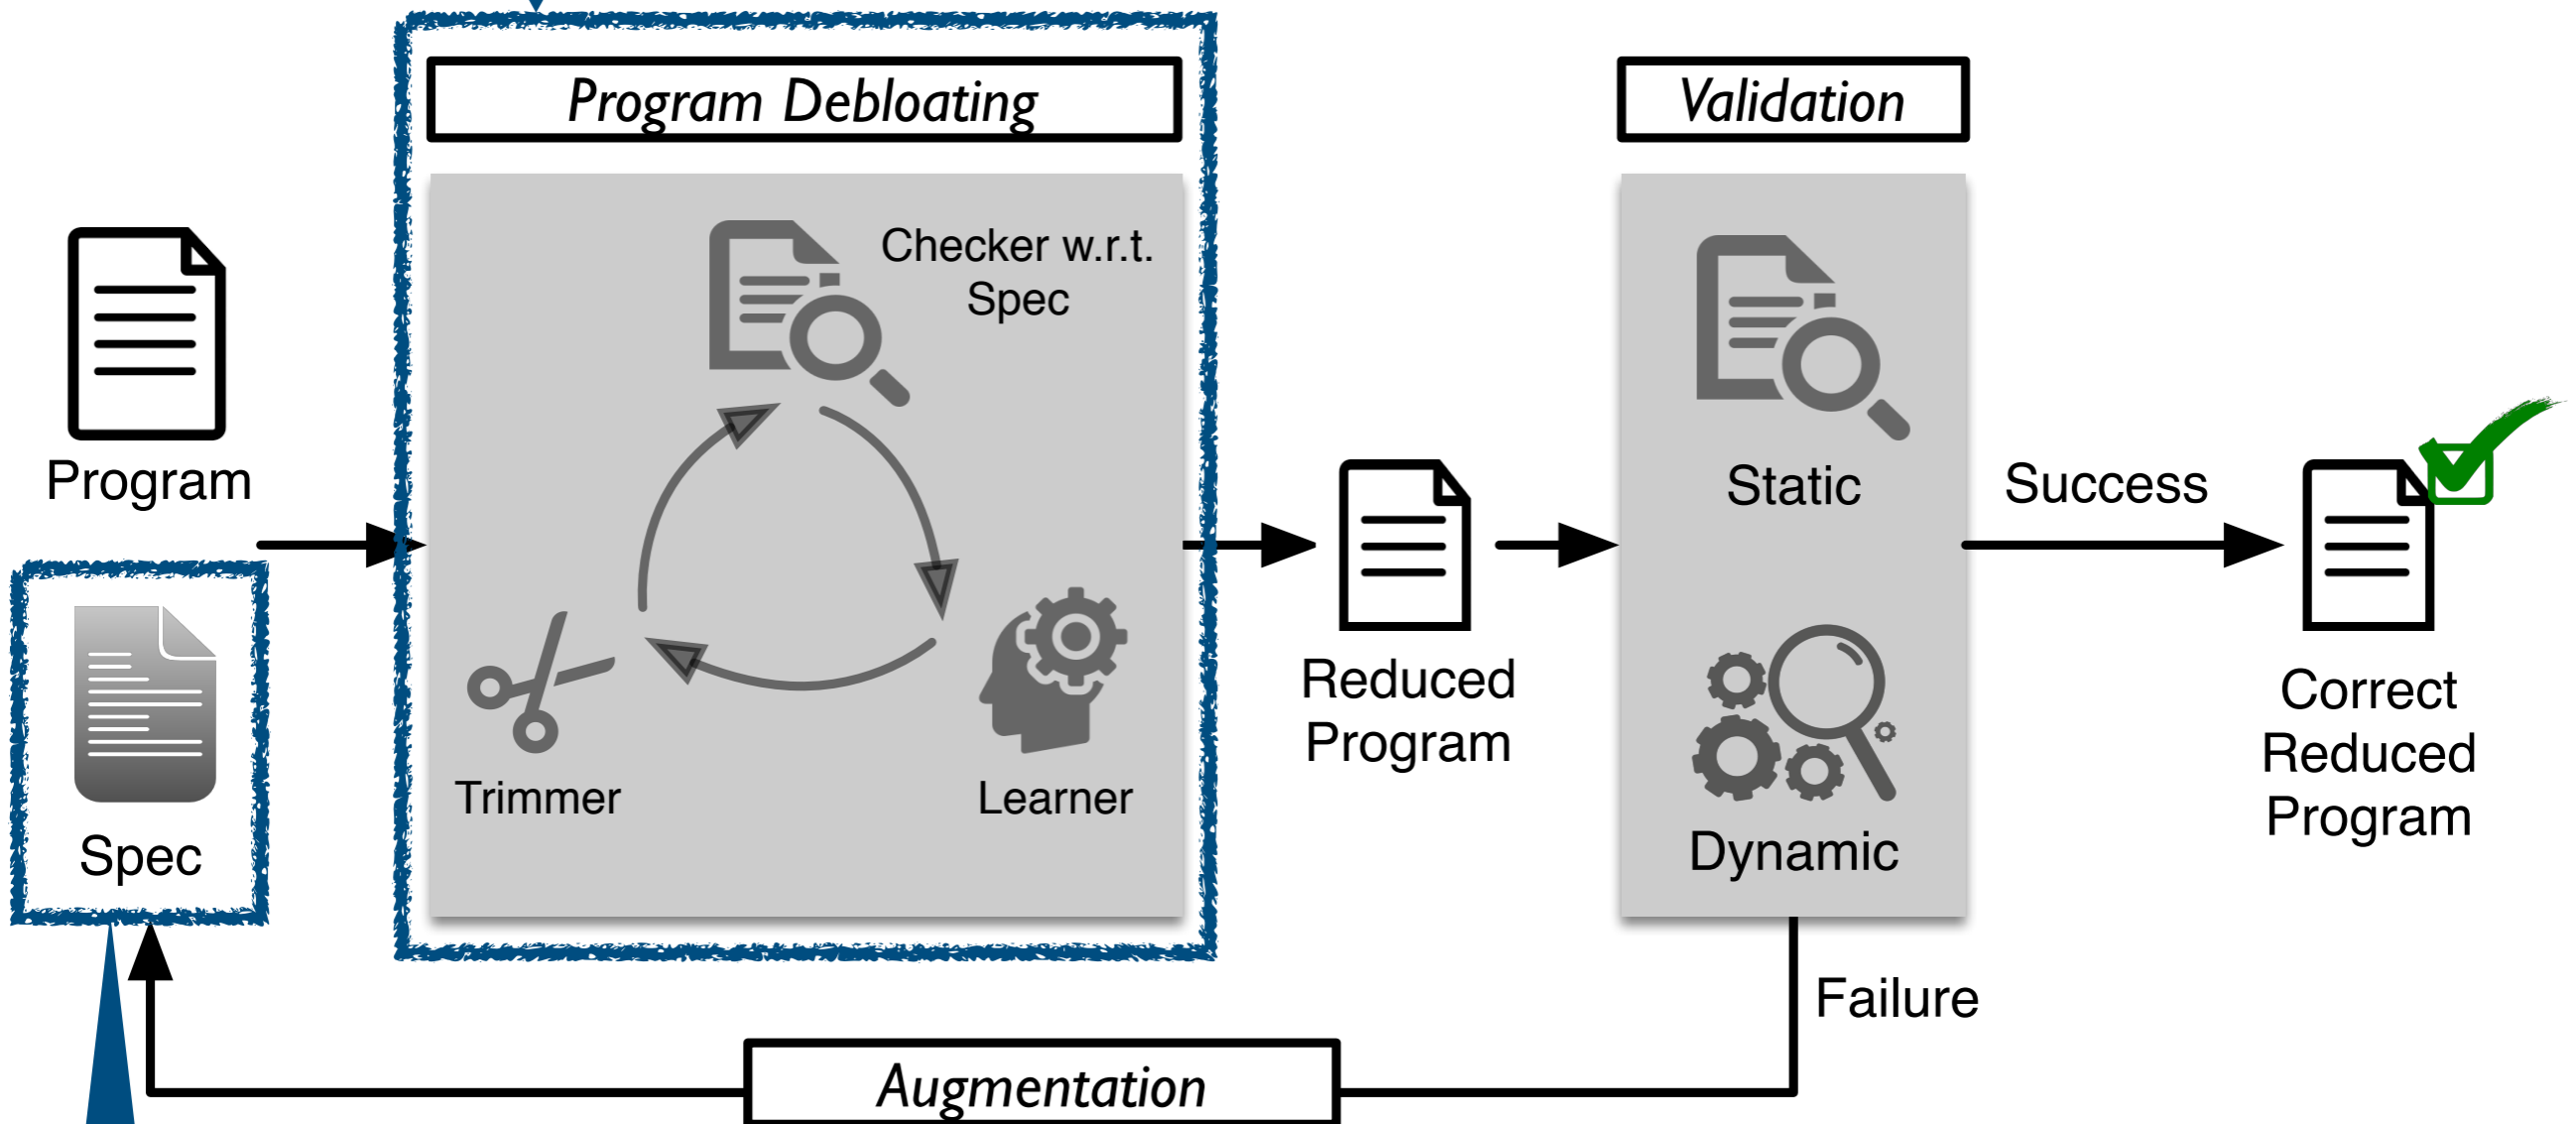 Program Debloating
Validation
Checker w.r.t.
Spec
Program
Static
Success
Reduced
Program
Correct
Reduced
Program
Trimmer
Learner
Spec
Dynamic
Failure
Augmentation